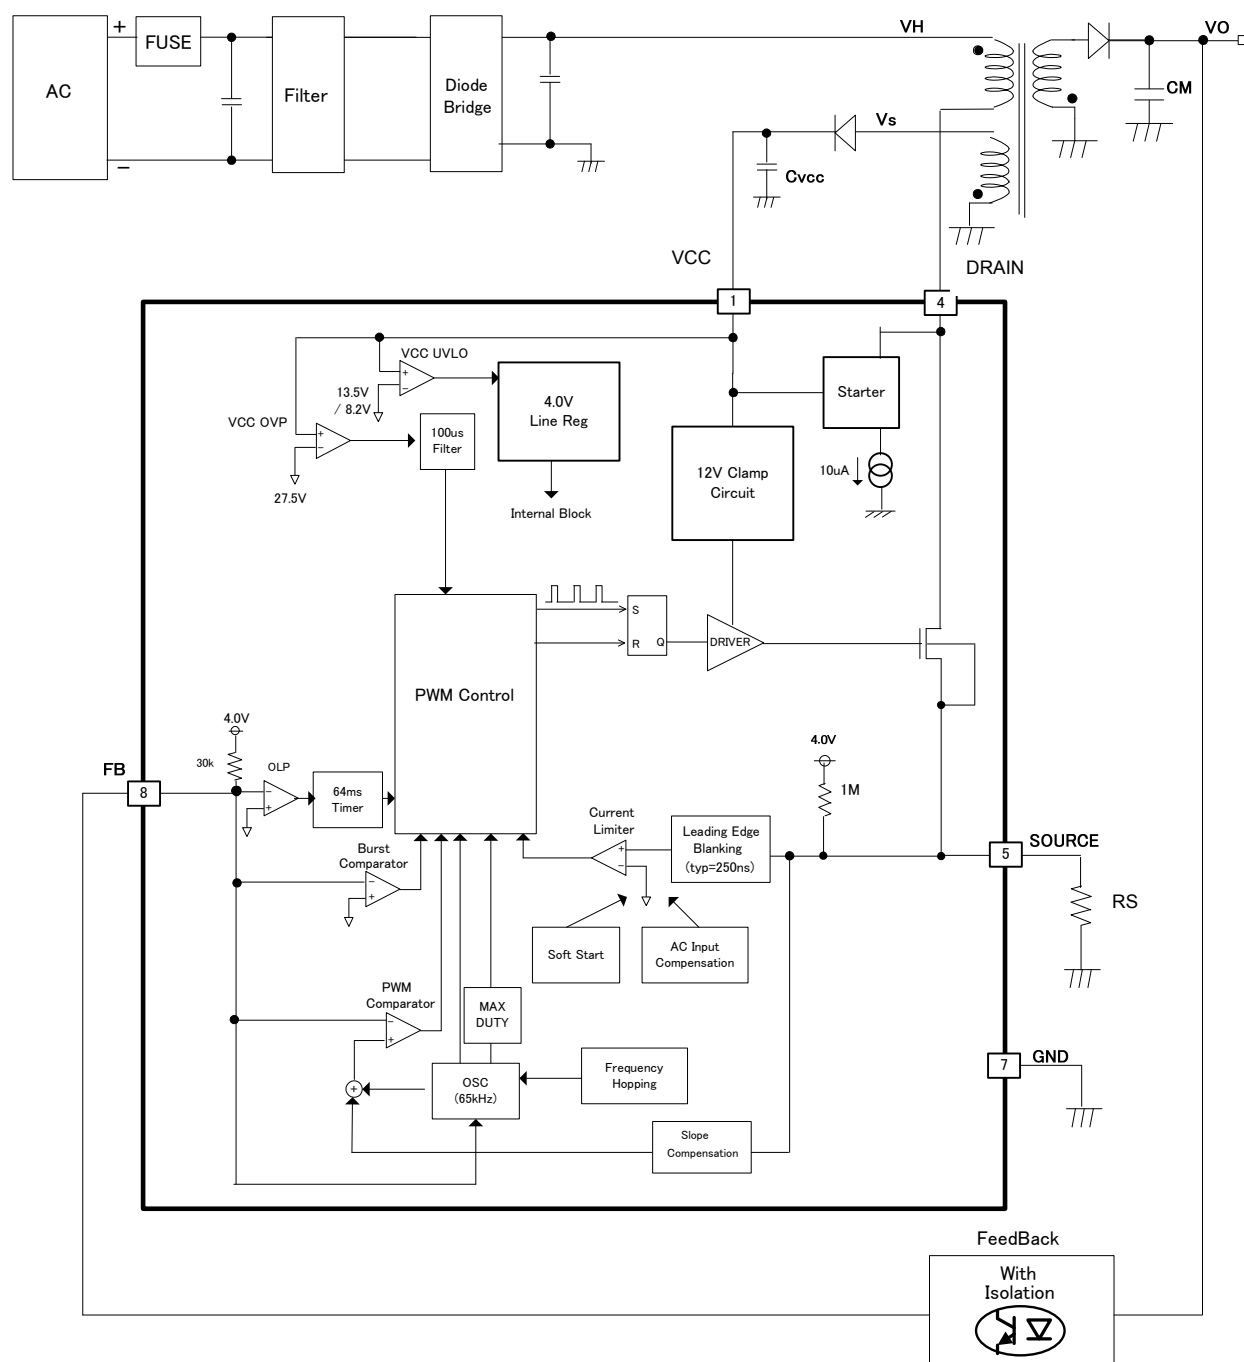 VH
VO
+
FUSE
AC
Filter
Diode
Bridge
CM
Vs
Cvcc
−
VCC
DRAIN
1
4
VCC UVLO
+
−
13.5V
/ 8.2V
4.0V
Line Reg
Starter
VCC OVP
+
−
100us
Filter
27.5V
12V Clamp
Circuit
10uA
Internal Block
S
R
Q
DRIVER
PWM Control
4.0V
30k
FB
8
OLP
−
+
64ms
Timer
4.0V
1M
Current
Limiter
+
−
Leading Edge
Blanking
(typ=250ns)
SOURCE
5
RS
Burst
Comparator
−
+
Soft Start
AC Input
Compensation
PWM
Comparator
−
+
MAX
DUTY
+
OSC
(65kHz)
Frequency
Hopping
GND
7
Slope
Compensation
FeedBack
With
Isolation